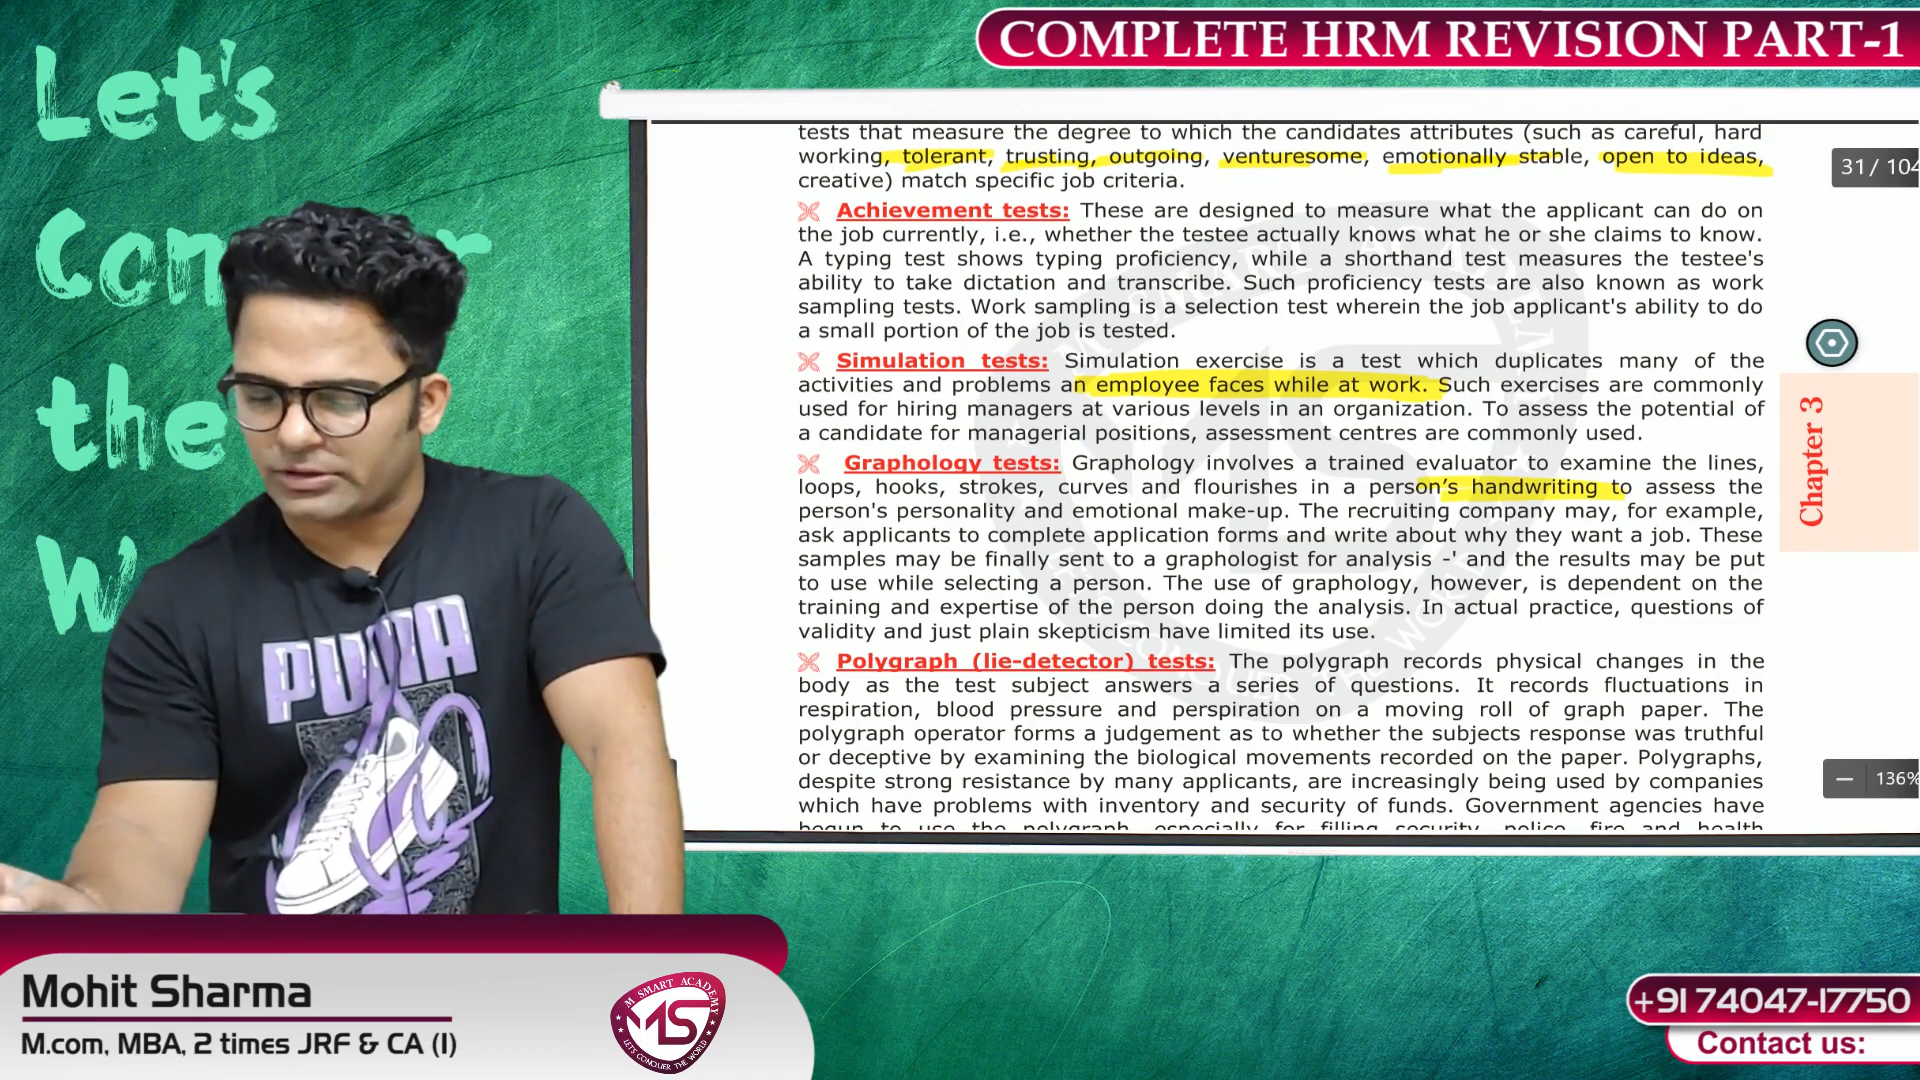 COMPLETE HRM REVISION PART-1
Let's
Con
the
W
tests that measure the degree to which the candidates attributes (such as careful, hard
working, tolerant, trusting, outgoing, venturesome, emotionally stable, open to ideas,
creative) match specific job criteria.
Achievement tests: These are designed to measure what the applicant can do on
the job currently, i.e., whether the testee actually knows what he or she claims to know.
A typing test shows typing proficiency, while a shorthand test measures the testee's
ability to take dictation and transcribe. Such proficiency tests are also known as work
sampling tests. Work sampling is a selection test wherein the job applicant's ability to do
a small portion of the job is tested.
Simulation tests: Simulation exercise is a test which duplicates many of the
activities and problems an employee faces while at work. Such exercises are commonly
used for hiring managers at various levels in an organization. To assess the potential of
a candidate for managerial positions, assessment centres are commonly used.
Graphology tests: Graphology involves a trained evaluator to examine the lines,
loops, hooks, strokes, curves and flourishes in a person's handwriting to assess the
person's personality and emotional make-up. The recruiting company may, for example,
ask applicants to complete application forms and write about why they want a job. These
samples may be finally sent to a graphologist for analysis -' and the results may be put
to use while selecting a person. The use of graphology, however, is dependent on the
training and expertise of the person doing the analysis. In actual practice, questions of
validity and just plain skepticism have limited its use.
Polygraph (lie-detector) tests: The polygraph records physical changes in the
body as the test subject answers a series of questions. It records fluctuations in
respiration, blood pressure and perspiration on a moving roll of graph paper. The
polygraph operator forms a judgement as to whether the subjects response was truthful
or deceptive by examining the biological movements recorded on the paper. Polygraphs,
despite strong resistance by many applicants, are increasingly being used by companies
which have problems with inventory and security of funds. Government agencies have
begun to use the polygraph, especially for filling security, police, fire and health
31 / 104
Chapter 3
136%
PUMA
Mohit Sharma
M.com, MBA, 2 times JRF & CA (I)
M SMART ACADEMY
MS
LET'S CONQUER THE WORLD
+91 74047-17750
Contact us: